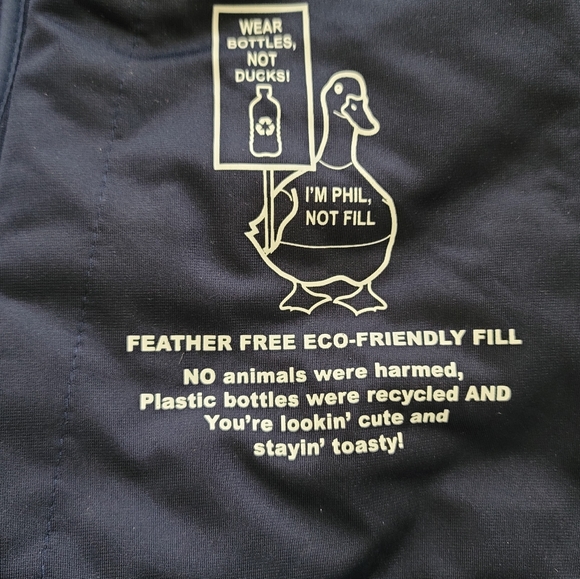 WEAR
BOTTLES,
NOT
DUCKS!
I'M PHIL,
NOT FILL
FEATHER FREE ECO-FRIENDLY FILL
NO animals were harmed,
Plastic bottles were recycled AND
You're lookin' cute and
stayin' toasty!